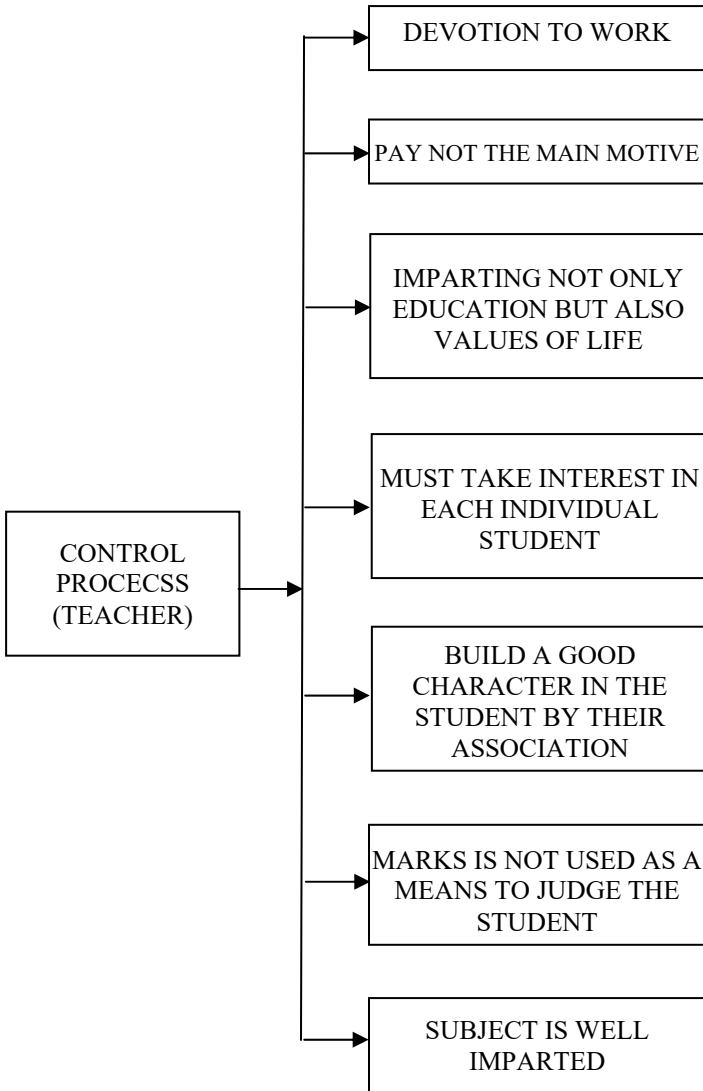 DEVOTION TO WORK
PAY NOT THE MAIN MOTIVE
IMPARTING NOT ONLY
EDUCATION BUT ALSO
VALUES OF LIFE
MUST TAKE INTEREST IN
EACH INDIVIDUAL
STUDENT
CONTROL
PROCECSS
(TEACHER)
BUILD A GOOD
CHARACTER IN THE
STUDENT BY THEIR
ASSOCIATION
MARKS IS NOT USED AS A
MEANS TO JUDGE THE
STUDENT
SUBJECT IS WELL
IMPARTED